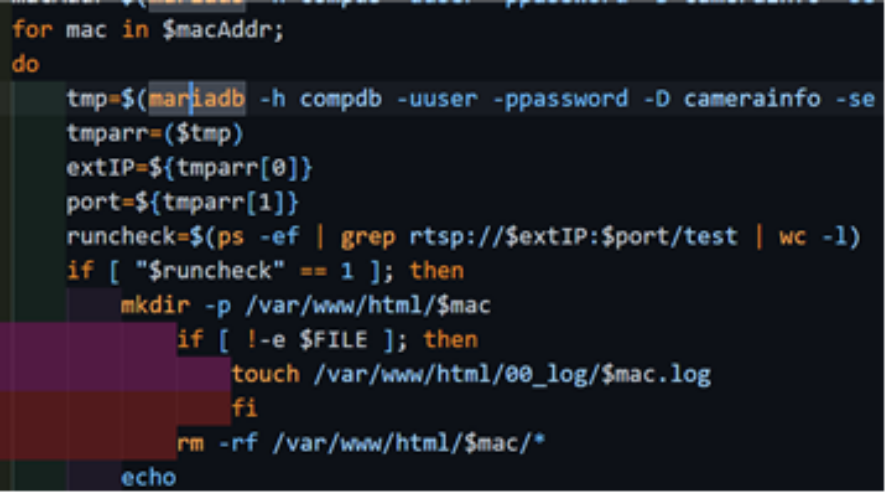 for mac in $macAddr;
do
tmp=$(mariadb -h compdb -uuser -ppassword -D camerainfo -se
tmparr=($tmp)
extIP=${tmparr[0]}
port=${tmparr[1]}
runcheck=$(ps -ef | grep rtsp://$extIP:$port/test | wc -l)
if [ "$runcheck" == 1 ]; then
mkdir -p /var/www/html/$mac
if [ !-e $FILE ]; then
touch /var/www/html/00_log/$mac.log
fi
rm -rf /var/www/html/$mac/*
echo